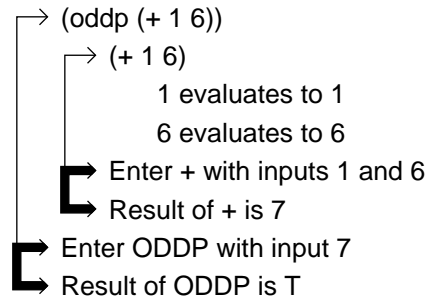 (oddp (+ 1 6))
(+ 1 6)
1 evaluates to 1
6 evaluates to 6
Enter + with inputs 1 and 6
Result of + is 7
Enter ODDP with input 7
Result of ODDP is T